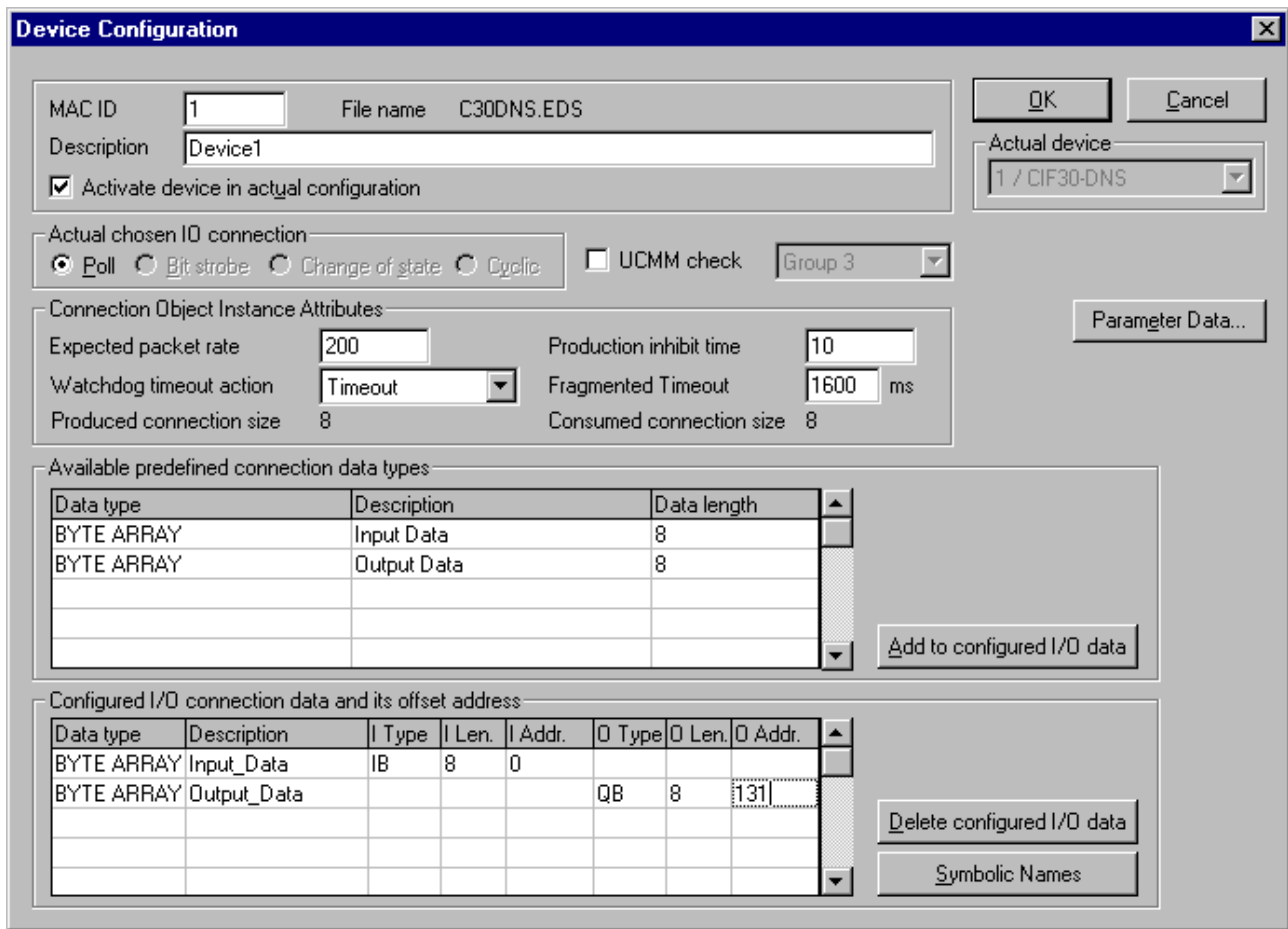 Device Configuration
MAC ID 1 File name C30DNS.EDS
OK Cancel
Description Device1
Actual device
1 / CIF30-DNS
Activate device in actual configuration
Actual chosen IO connection
Poll Bit strobe Change of state Cyclic
UCMM check Group 3
Connection Object Instance Attributes
Parameter Data...
Expected packet rate 200 Production inhibit time 10
Watchdog timeout action Timeout Fragmented Timeout 1600 ms
Produced connection size 8 Consumed connection size 8
Available predefined connection data types
Data type Description Data length
BYTE ARRAY Input Data 8
BYTE ARRAY Output Data 8
Add to configured I/O data
Configured I/O connection data and its offset address
Data type Description I Type I Len. I Addr. O Type O Len. O Addr.
BYTE ARRAY Input_Data IB 8 0
BYTE ARRAY Output_Data QB 8 131
Delete configured I/O data
Symbolic Names